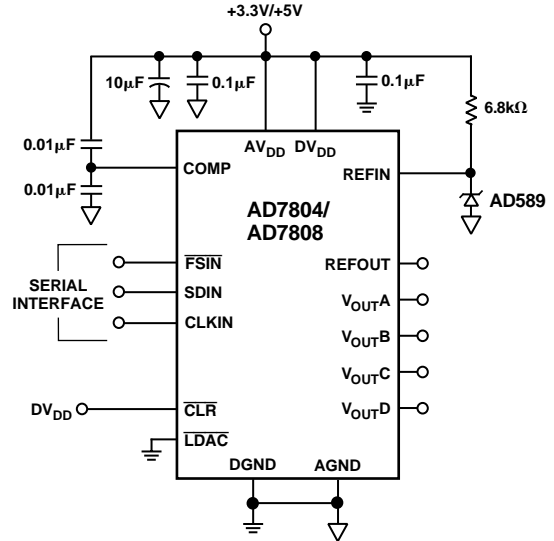 +3.3V/+5V
10µF
0.1µF
0.1µF
6.8kΩ
0.01µF
0.01µF
AVDD DVDD
COMP
REFIN
AD7804/
AD7808
AD589
FSIN
REFOUT
SERIAL
INTERFACE
SDIN
VOUTA
CLKIN
VOUTB
VOUTC
DVDD
CLR
VOUTD
LDAC
DGND AGND